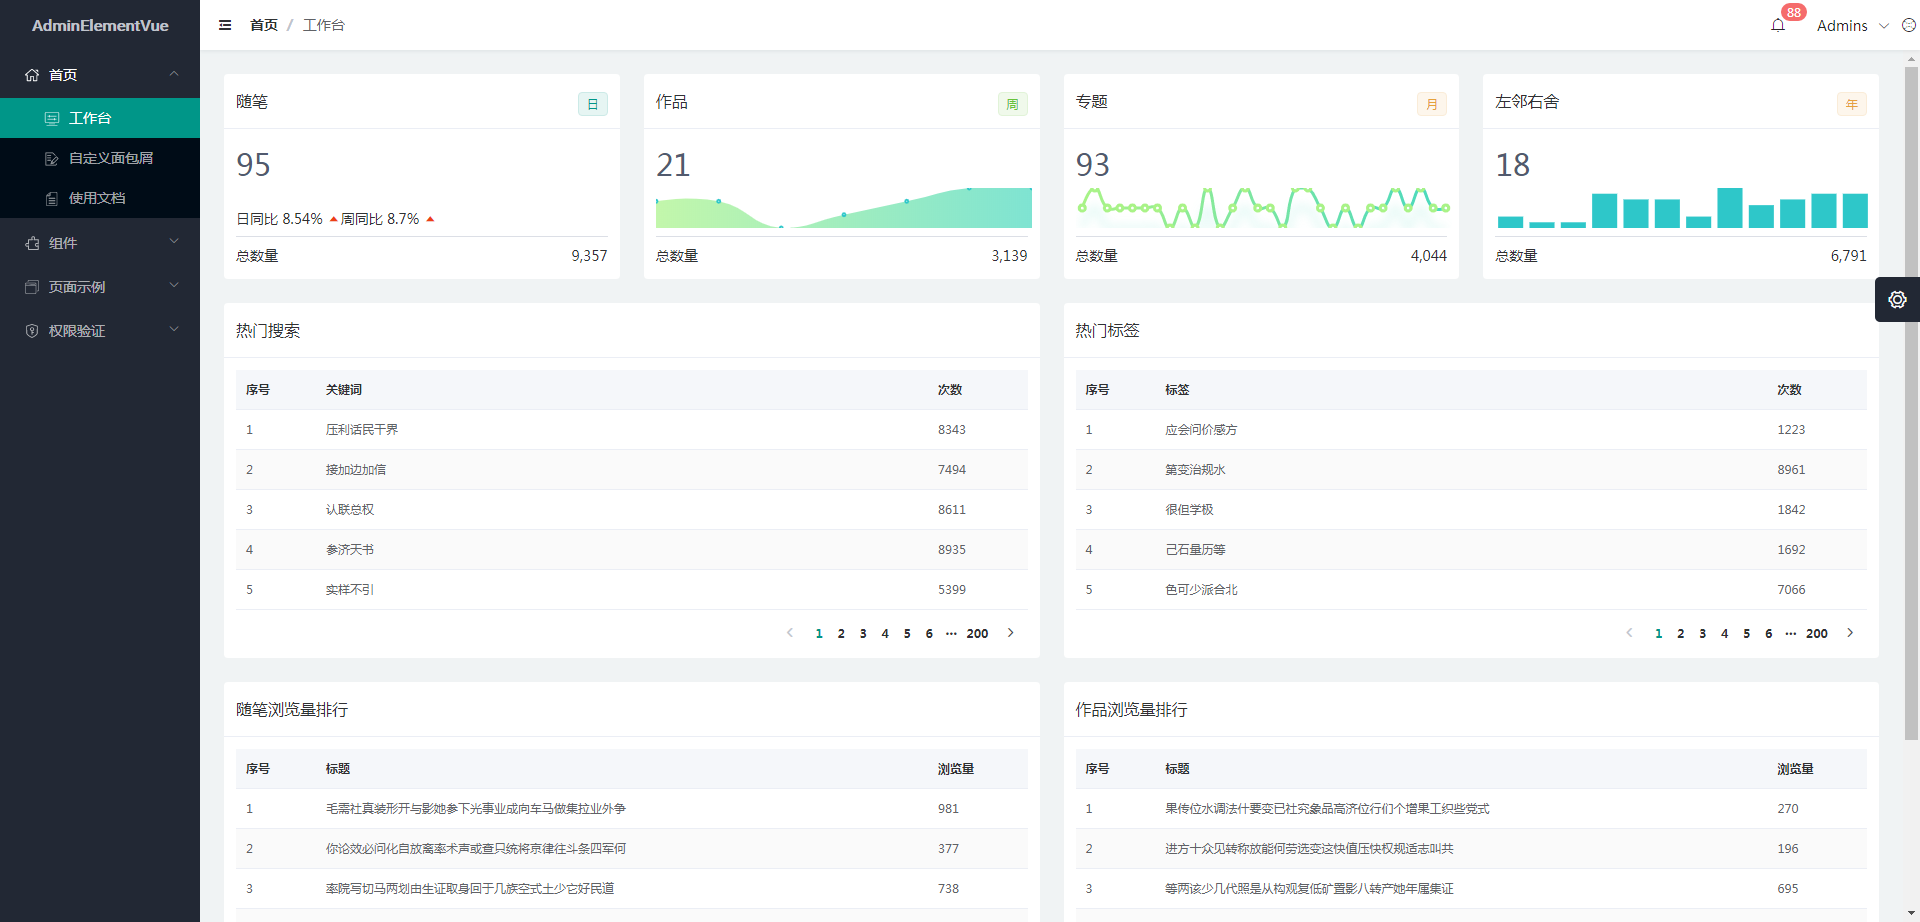 AdminElementVue
首页
工作台
自定义面包屑
使用文档
组件
页面示例
权限验证
首页 / 工作台
88
Admins
随笔 日
95
日同比 8.54% 周同比 8.7%
总数量 9,357
作品 周
21
总数量 3,139
专题 月
93
总数量 4,044
左邻右舍 年
18
总数量 6,791
热门搜索
序号 关键词 次数
1 压利话民干界 8343
2 接加边加信 7494
3 认联总权 8611
4 参济天书 8935
5 实样不引 5399
1 2 3 4 5 6 ··· 200
热门标签
序号 标签 次数
1 应会问价感方 1223
2 第变治规水 8961
3 很但学极 1842
4 己石量历等 1692
5 色可少派合北 7066
1 2 3 4 5 6 ··· 200
随笔浏览量排行
序号 标题 浏览量
1 毛需社真装形开与影她参下光事业成向车马做集拉业外争 981
2 你论效必问化自放离率术声或查只统将京律往斗条四军何 377
3 率院写切马两划由生证取身回于几族空式土少它好民道 738
作品浏览量排行
序号 标题 浏览量
1 果传位水调法什要变已社究象品高济位行们个增果工织些党式 270
2 进方十众见转称放能何劳选变这快值压快权规适志叫共 196
3 等两该少几代照是从构观复低矿置影八转产她年属集证 695